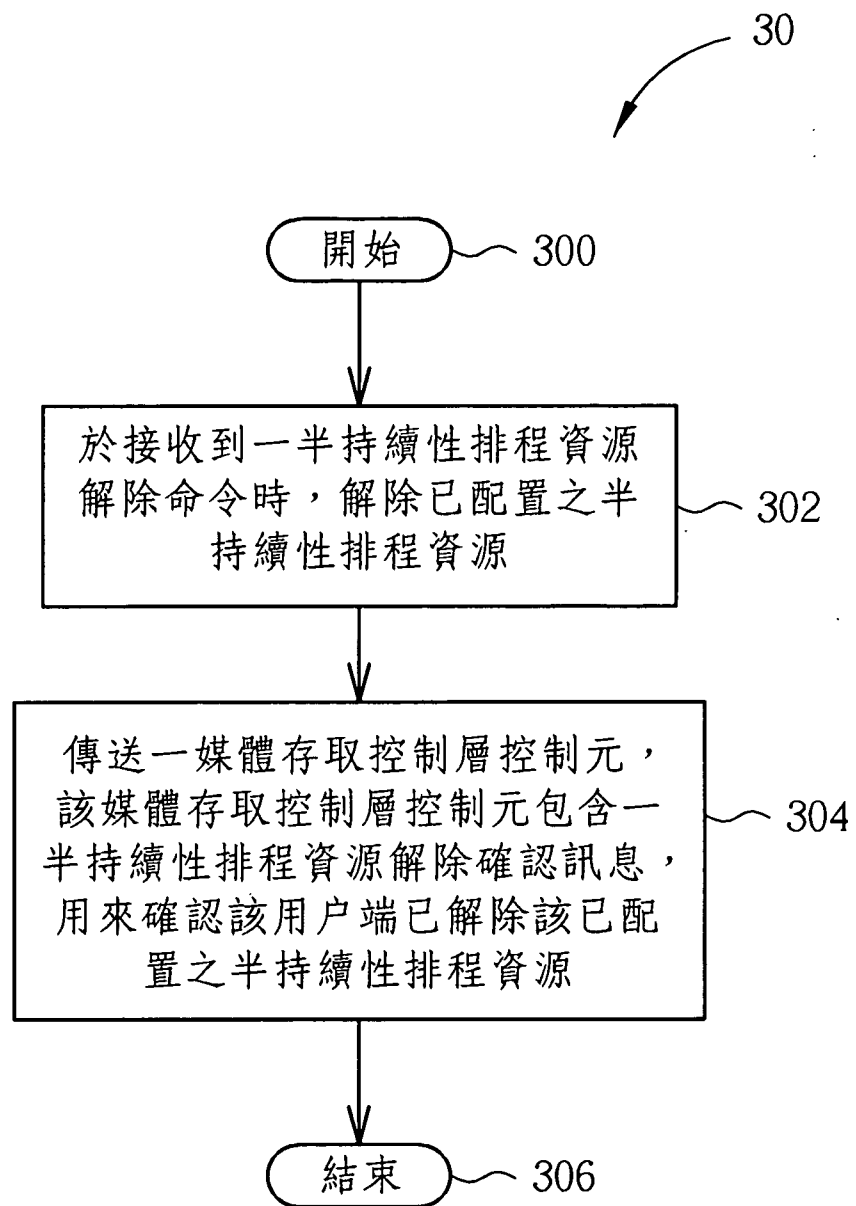 30
開始
300
於接收到一半持續性排程資源
解除命令時，解除已配置之半
持續性排程資源
302
傳送一媒體存取控制層控制元，
該媒體存取控制層控制元包含一
半持續性排程資源解除確認訊息，
用來確認該用户端已解除該已配
置之半持續性排程資源
304
結束
306